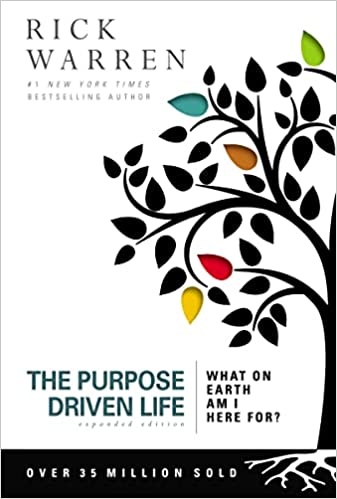 RICK
WARREN
#1 NEW YORK TIMES
BESTSELLING AUTHOR
THE PURPOSE
DRIVEN LIFE
expanded edition
WHAT ON
EARTH
AM I
HERE FOR?
OVER 35 MILLION SOLD